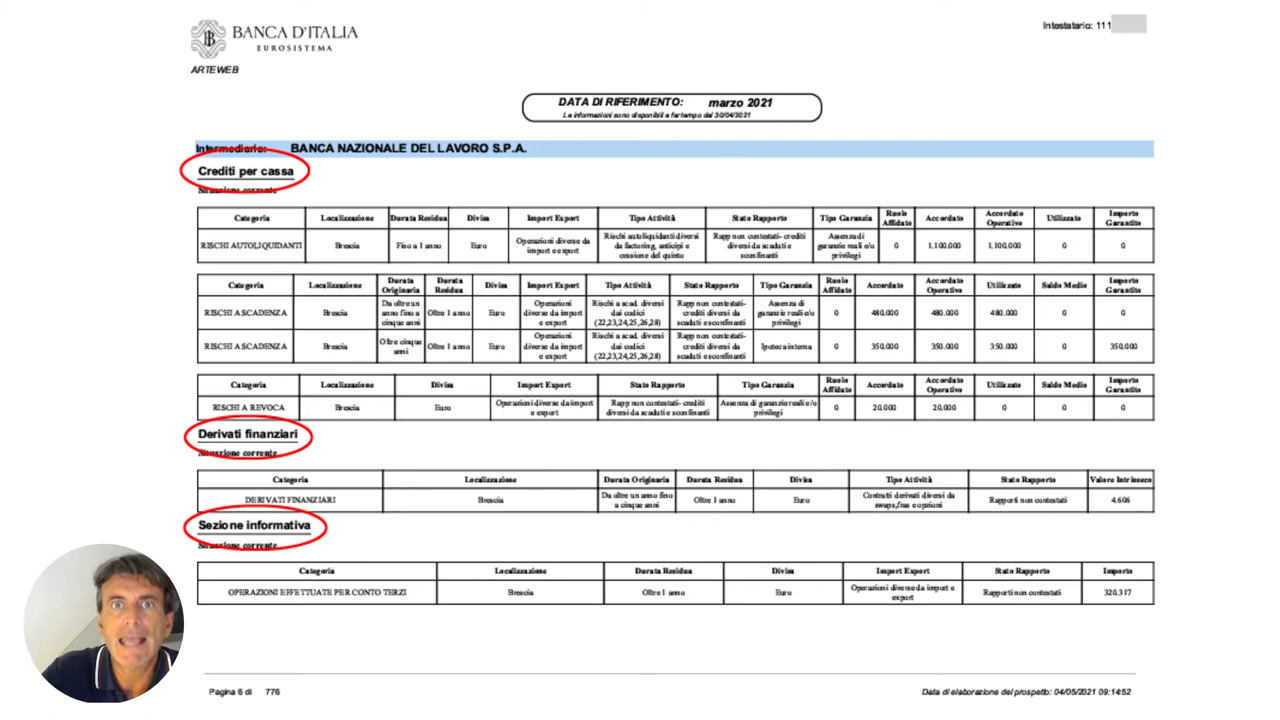 BANCA D'ITALIA
EUROSISTEMA
Intestatario: 111
ARTEWEB
DATA DI RIFERIMENTO: marzo 2021
Le informazioni sono disponibili a far tempo dal 30/04/2021
Intermediario: BANCA NAZIONALE DEL LAVORO S.P.A.
Crediti per cassa
Situazione corrente
Categoria Localizzazione Durata Residua Divisa Import Export Tipo Attività Stato Rapporto Tipo Garanzia Ruolo Affidato Accordato Accordato Operativo Utilizzato Importo Garantito
RISCHI AUTOLIQUIDANTI Brescia Fino a 1 anno Euro Operazioni diverse da import e export Rischi autoliquidanti diversi da factoring, anticipi e cessione del quinto Rapp non contestati- crediti diversi da scaduti e sconfinanti Assenza di garanzie reali e/o privilegi 0 1.100.000 1.100.000 0 0
Categoria Localizzazione Durata Originaria Durata Residua Divisa Import Export Tipo Attività Stato Rapporto Tipo Garanzia Ruolo Affidato Accordato Accordato Operativo Utilizzato Saldo Medio Importo Garantito
RISCHI A SCADENZA Brescia Da oltre un anno fino a cinque anni Oltre 1 anno Euro Operazioni diverse da import e export Rischi a scad. diversi dai codici (22,23,24,25,26,28) Rapp non contestati- crediti diversi da scaduti e sconfinanti Assenza di garanzie reali e/o privilegi 0 480.000 480.000 480.000 0 0
RISCHI A SCADENZA Brescia Oltre cinque anni Oltre 1 anno Euro Operazioni diverse da import e export Rischi a scad. diversi dai codici (22,23,24,25,26,28) Rapp non contestati- crediti diversi da scaduti e sconfinanti Ipoteca interna 0 350.000 350.000 350.000 0 350.000
Categoria Localizzazione Divisa Import Export Stato Rapporto Tipo Garanzia Ruolo Affidato Accordato Accordato Operativo Utilizzato Saldo Medio Importo Garantito
RISCHI A REVOCA Brescia Euro Operazioni diverse da import e export Rapp non contestati- crediti diversi da scaduti e sconfinanti Assenza di garanzie reali e/o privilegi 0 20.000 20.000 0 0 0
Derivati finanziari
Situazione corrente
Categoria Localizzazione Durata Originaria Durata Residua Divisa Tipo Attività Stato Rapporto Valore Intrinseco
DERIVATI FINANZIARI Brescia Da oltre un anno fino a cinque anni Oltre 1 anno Euro Contratti derivati diversi da swaps,fras e opzioni Rapporti non contestati 4.606
Sezione informativa
Situazione corrente
Categoria Localizzazione Durata Residua Divisa Import Export Stato Rapporto Importo
OPERAZIONI EFFETTUATE PER CONTO TERZI Brescia Oltre 1 anno Euro Operazioni diverse da import e export Rapporti non contestati 320.317
Pagina 6 di 776
Data di elaborazione del prospetto: 04/05/2021 09:14:52